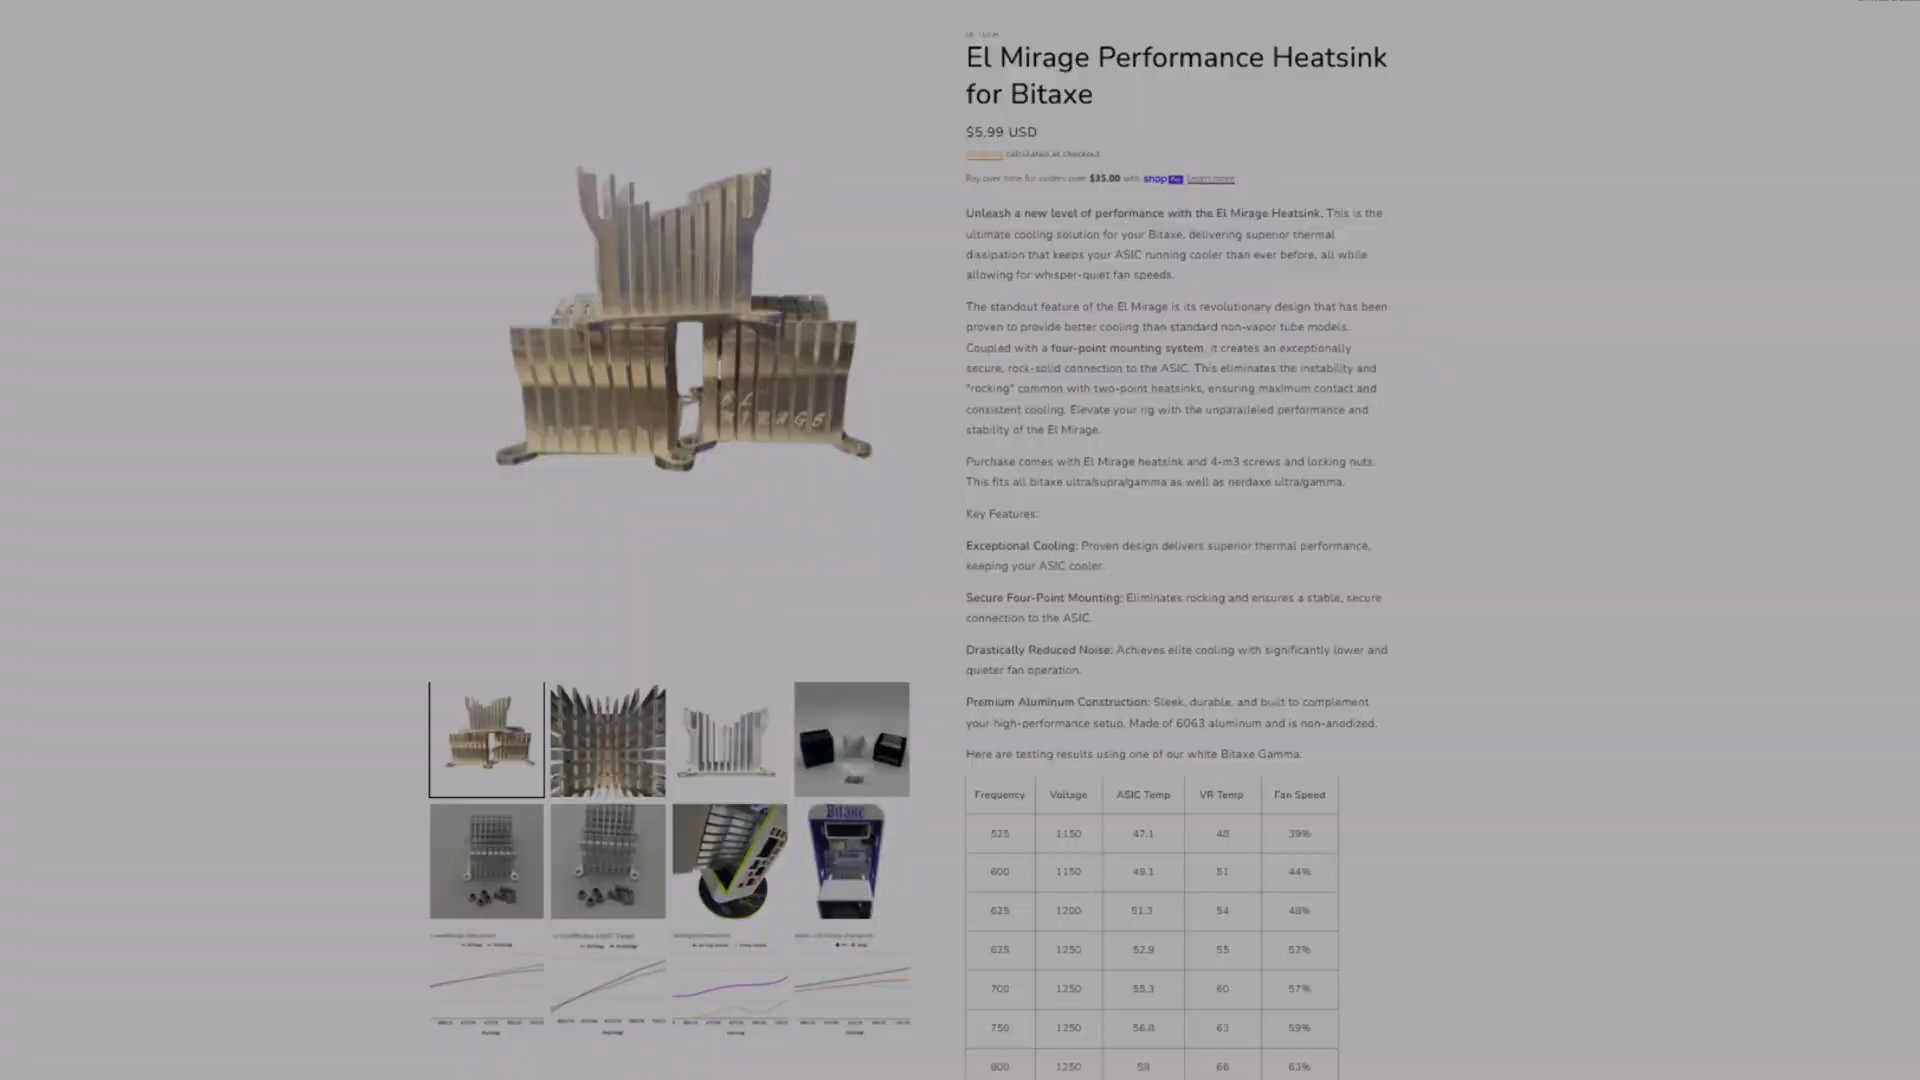 El Mirage Performance Heatsink
for Bitaxe
$5.99 USD
calculated at checkout.
Pay over time for orders over $35.00 with shop Pay Learn more
Unleash a new level of performance with the El Mirage Heatsink. This is the
ultimate cooling solution for your Bitaxe, delivering superior thermal
dissipation that keeps your ASIC running cooler than ever before, all while
allowing for whisper-quiet fan speeds.
The standout feature of the El Mirage is its revolutionary design that has been
proven to provide better cooling than standard non-vapor tube models.
Coupled with a four-point mounting system, it creates an exceptionally
secure, rock-solid connection to the ASIC. This eliminates the instability and
"rocking" common with two-point heatsinks, ensuring maximum contact and
consistent cooling. Elevate your rig with the unparalleled performance and
stability of the El Mirage.
Purchase comes with El Mirage heatsink and 4-m3 screws and locking nuts.
This fits all bitaxe ultra/supra/gamma as well as nerdaxe ultra/gamma.
Key Features:
Exceptional Cooling: Proven design delivers superior thermal performance,
keeping your ASIC cooler.
Secure Four-Point Mounting: Eliminates rocking and ensures a stable, secure
connection to the ASIC.
Drastically Reduced Noise: Achieves elite cooling with significantly lower and
quieter fan operation.
Premium Aluminum Construction: Sleek, durable, and built to complement
your high-performance setup. Made of 6063 aluminum and is non-anodized.
Here are testing results using one of our white Bitaxe Gamma:
Frequency Voltage ASIC Temp VR Temp Fan Speed
525 1150 47.1 48 39%
600 1150 49.1 51 44%
625 1200 51.3 54 48%
625 1250 52.9 55 52%
700 1250 55.3 60 57%
750 1250 56.8 63 59%
800 1250 59 66 63%
EL
MIRAGE
Bitaxe